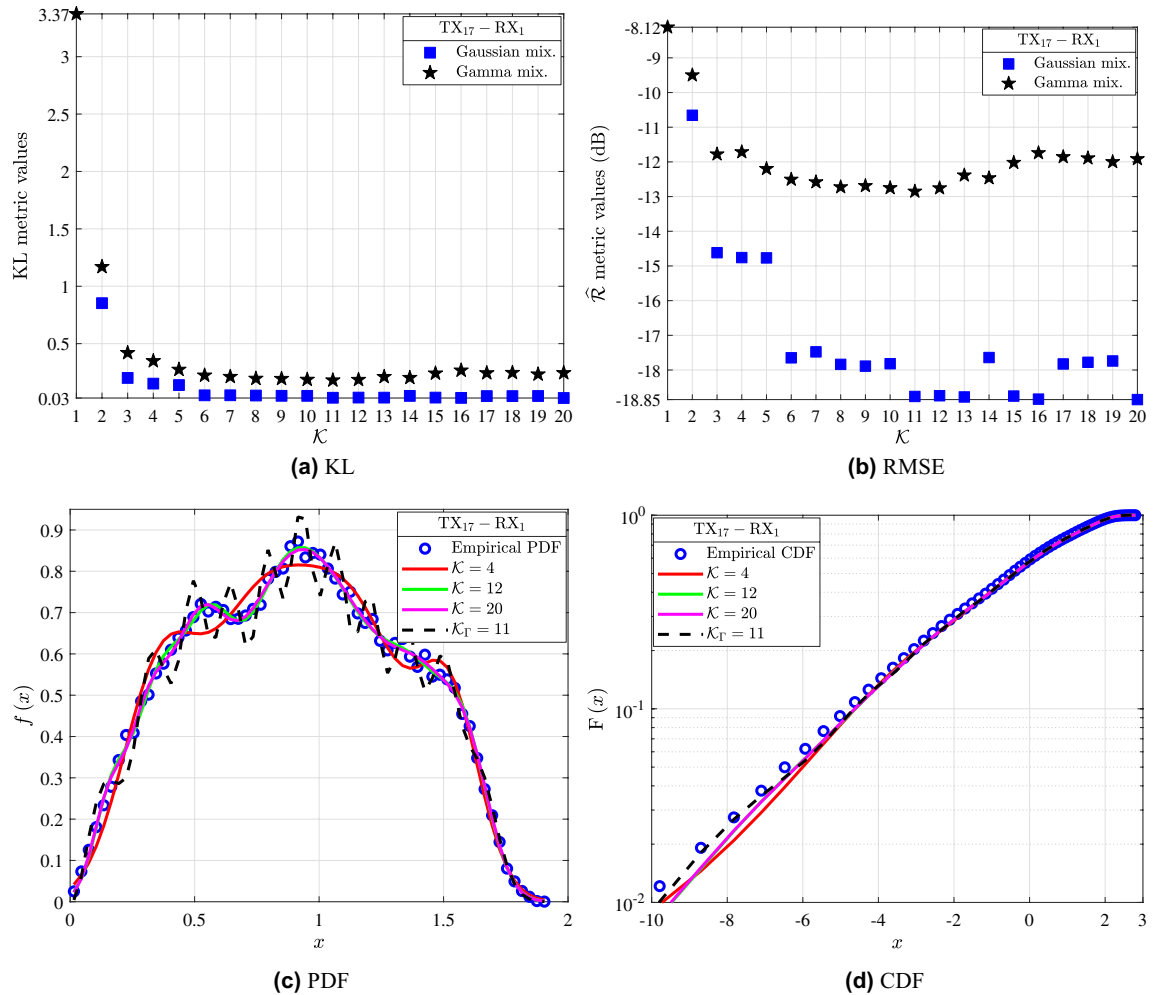 3.37
3
2.5
2
1.5
1
0.5
0.03
KL metric values
1 2 3 4 5 6 7 8 9 10 11 12 13 14 15 16 17 18 19 20
𝒦
TX₁₇ − RX₁
Gaussian mix.
Gamma mix.
(a) KL
-8.12
-9
-10
-11
-12
-13
-14
-15
-16
-17
-18
-18.85
ℛ̂ metric values (dB)
1 2 3 4 5 6 7 8 9 10 11 12 13 14 15 16 17 18 19 20
𝒦
TX₁₇ − RX₁
Gaussian mix.
Gamma mix.
(b) RMSE
0.9
0.8
0.7
0.6
0.5
0.4
0.3
0.2
0.1
0
f (x)
0 0.5 1 1.5 2
x
TX₁₇ − RX₁
Empirical PDF
𝒦 = 4
𝒦 = 12
𝒦 = 20
𝒦_Γ = 11
(c) PDF
10⁰
10⁻¹
10⁻²
F (x)
-10 -8 -6 -4 -2 0 2 3
x
TX₁₇ − RX₁
Empirical CDF
𝒦 = 4
𝒦 = 12
𝒦 = 20
𝒦_Γ = 11
(d) CDF